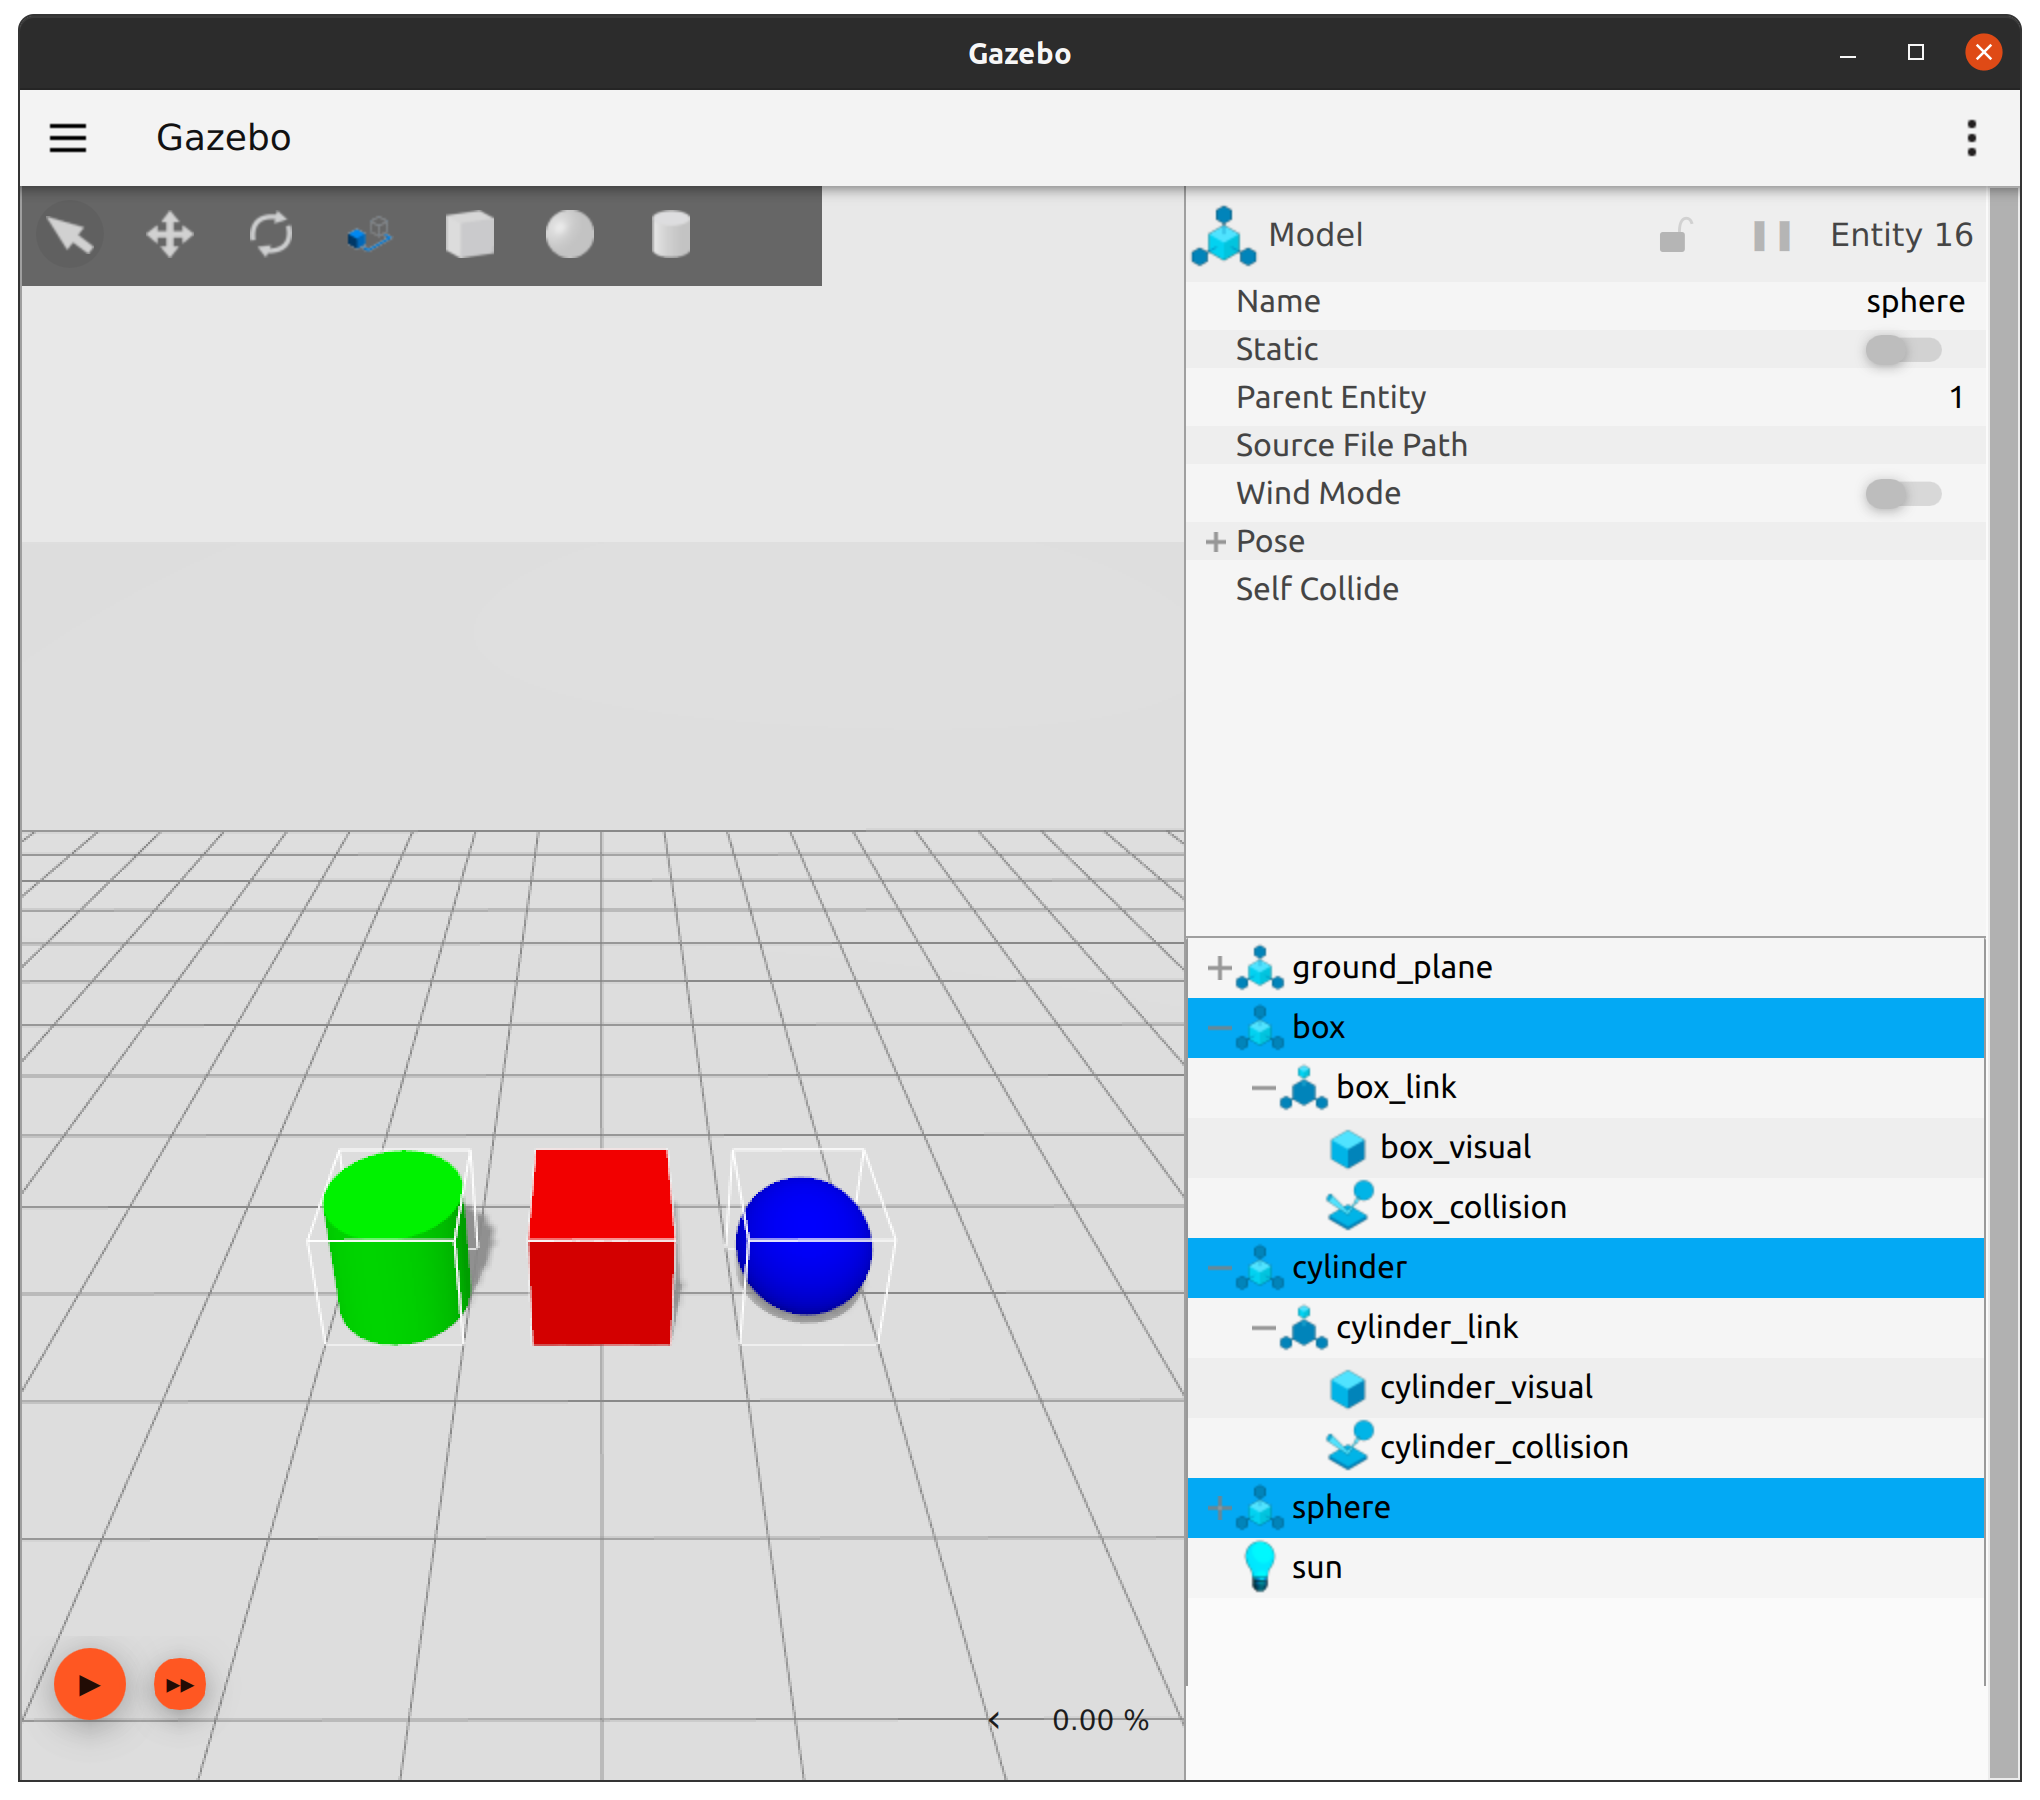 Gazebo
Gazebo
Model Entity 16
Name sphere
Static
Parent Entity 1
Source File Path
Wind Mode
Pose
Self Collide
ground_plane
box
box_link
box_visual
box_collision
cylinder
cylinder_link
cylinder_visual
cylinder_collision
sphere
sun
0.00 %